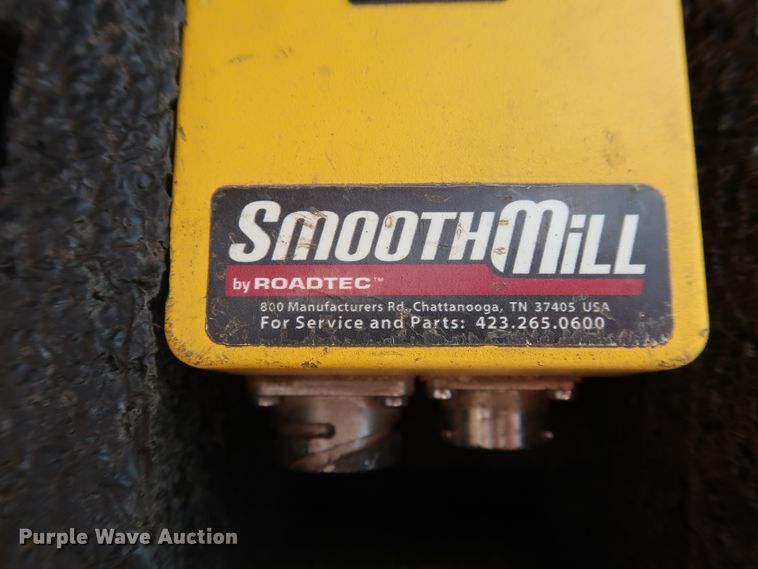 SMOOTHMiLL
by ROADTEC™
800 Manufacturers Rd. Chattanooga, TN 37405 USA
For Service and Parts: 423.265.0600
Purple Wave Auction